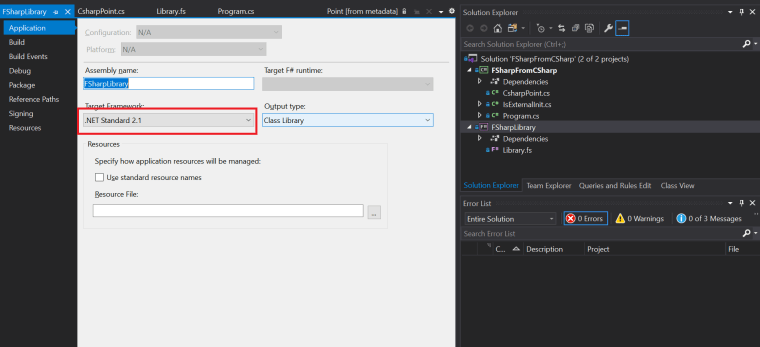 FSharpLibrary CsharpPoint.cs Library.fs Program.cs Point [from metadata]
Application
Build
Build Events
Debug
Package
Reference Paths
Signing
Resources
Configuration: N/A
Platform: N/A
Assembly name: Target F# runtime:
FSharpLibrary
Target Framework: Output type:
.NET Standard 2.1 Class Library
Resources
Specify how application resources will be managed:
Use standard resource names
Resource File:
...
Solution Explorer
Search Solution Explorer (Ctrl+;)
Solution 'FSharpFromCSharp' (2 of 2 projects)
C# FSharpFromCSharp
Dependencies
C# CsharpPoint.cs
C# IsExternalInit.cs
C# Program.cs
F# FSharpLibrary
Dependencies
F# Library.fs
Solution Explorer Team Explorer Queries and Rules Edit Class View
Error List
Entire Solution 0 Errors 0 Warnings 0 of 3 Messages
Search Error List
C... Description Project File